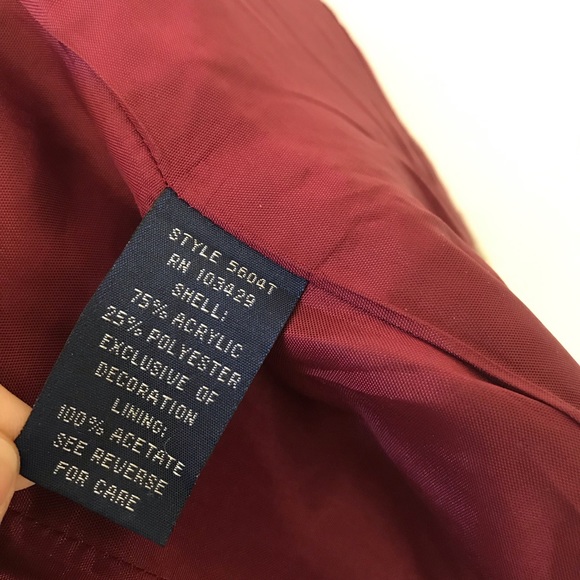 STYLE 5604T
RN 103429
SHELL:
75% ACRYLIC
25% POLYESTER
EXCLUSIVE OF
DECORATION
LINING:
100% ACETATE
SEE REVERSE
FOR CARE